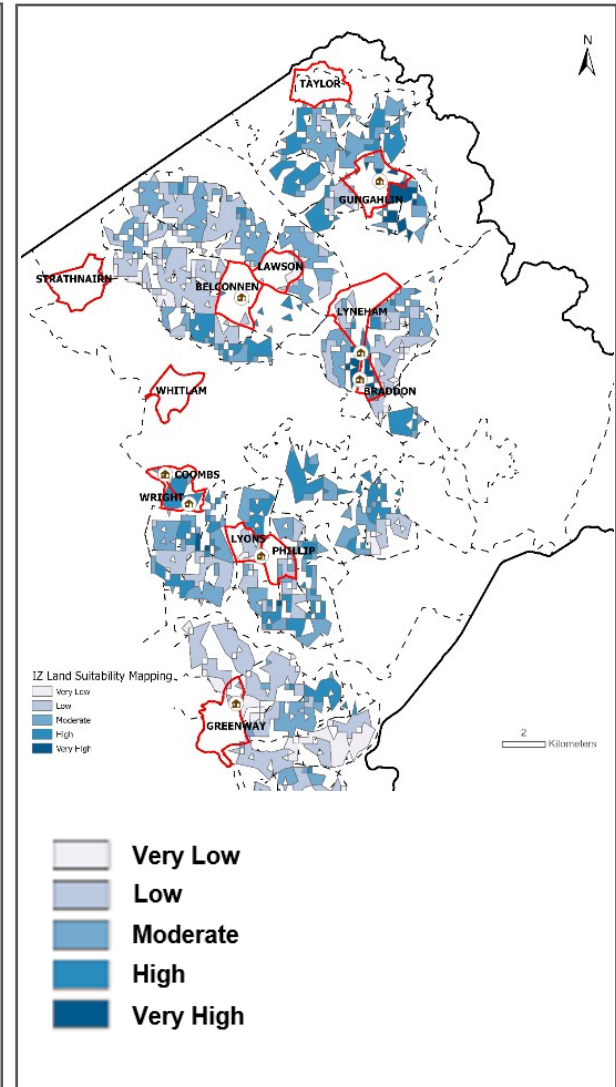 N
TAYLOR
GUNGAHLIN
LAWSON
STRATHNAIRN
BELCONNEN
LYNEHAM
WHITLAM
BRADDON
COOMBS
WRIGHT
LYONS
PHILLIP
IZ Land Suitability Mapping
Very Low
Low
Moderate
High
Very High
GREENWAY
2
Kilometers
Very Low
Low
Moderate
High
Very High